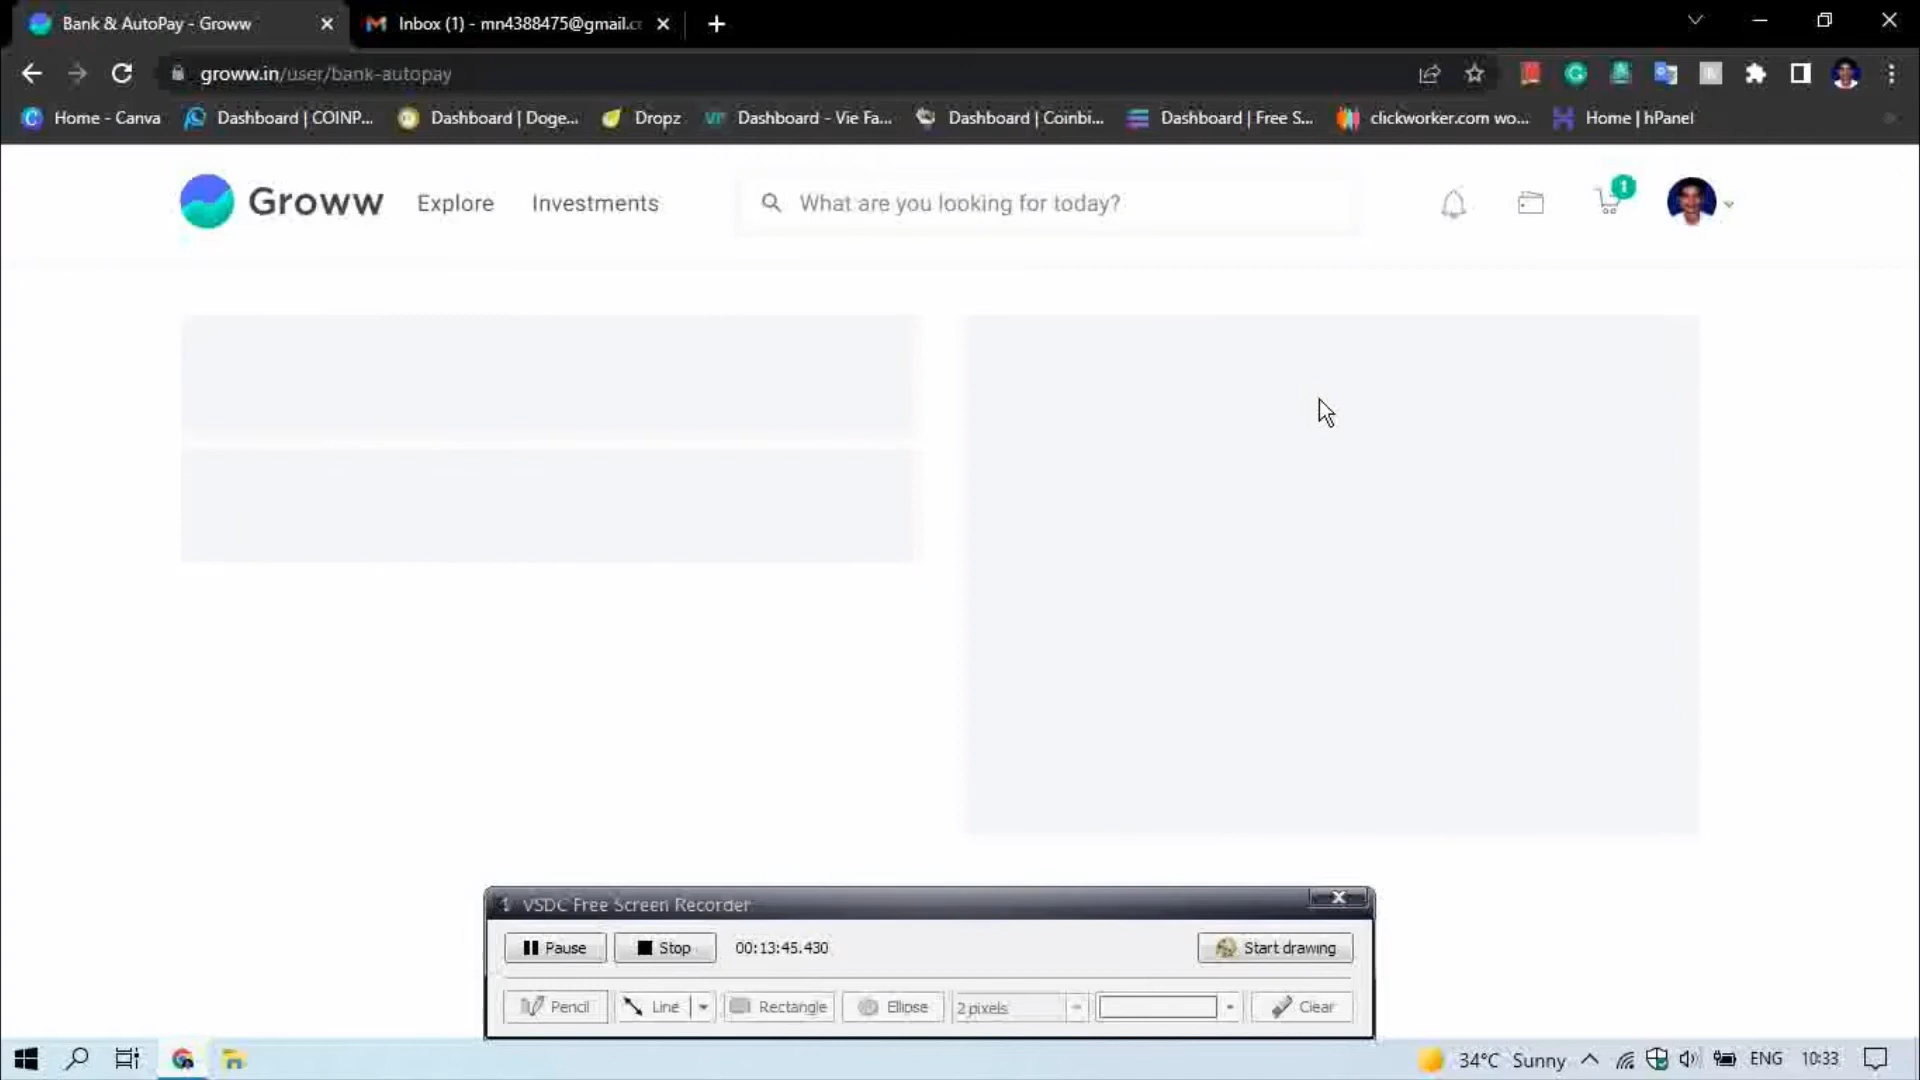 Bank & AutoPay - Groww
Inbox (1) - mn4388475@gmail.c
groww.in/user/bank-autopay
Home - Canva
Dashboard | COINP...
Dashboard | Doge...
Dropz
Dashboard - Vie Fa...
Dashboard | Coinbi...
Dashboard | Free S...
clickworker.com wo...
Home | hPanel
Groww
Explore
Investments
What are you looking for today?
1
VSDC Free Screen Recorder
Pause
Stop
00:13:45.430
Start drawing
Pencil
Line
Rectangle
Ellipse
2 pixels
Clear
34°C Sunny
ENG
10:33